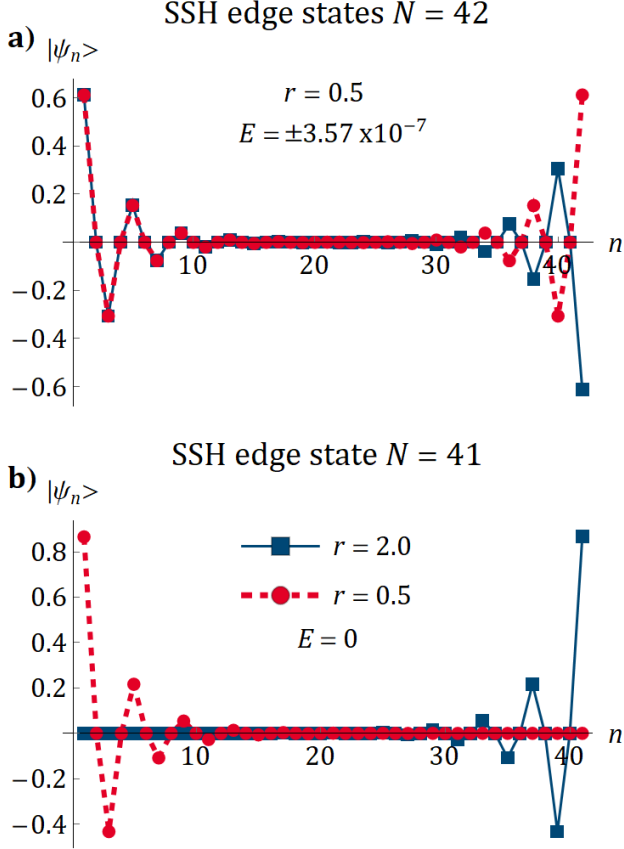 SSH edge states N = 42
a)
|ψn>
r = 0.5
E = ±3.57 x10⁻⁷
0.6
0.4
0.2
−0.2
−0.4
−0.6
10 20 30 40 n
SSH edge state N = 41
b)
|ψn>
r = 2.0
r = 0.5
E = 0
0.8
0.6
0.4
0.2
−0.2
−0.4
10 20 30 40 n